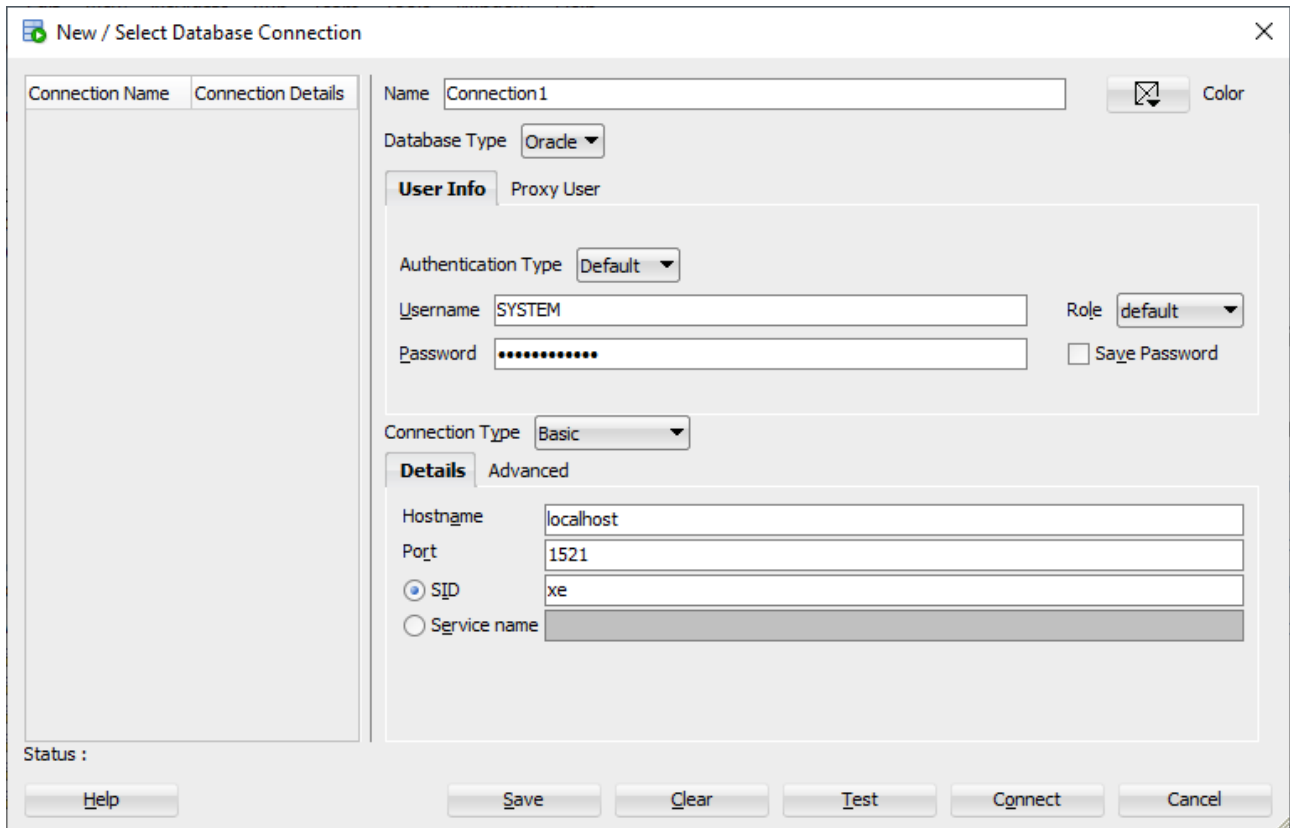 New / Select Database Connection
Connection Name Connection Details
Name Connection1 Color
Database Type Oracle
User Info Proxy User
Authentication Type Default
Username SYSTEM Role default
Password •••••••••••• Save Password
Connection Type Basic
Details Advanced
Hostname localhost
Port 1521
SID xe
Service name
Status :
Help Save Clear Test Connect Cancel